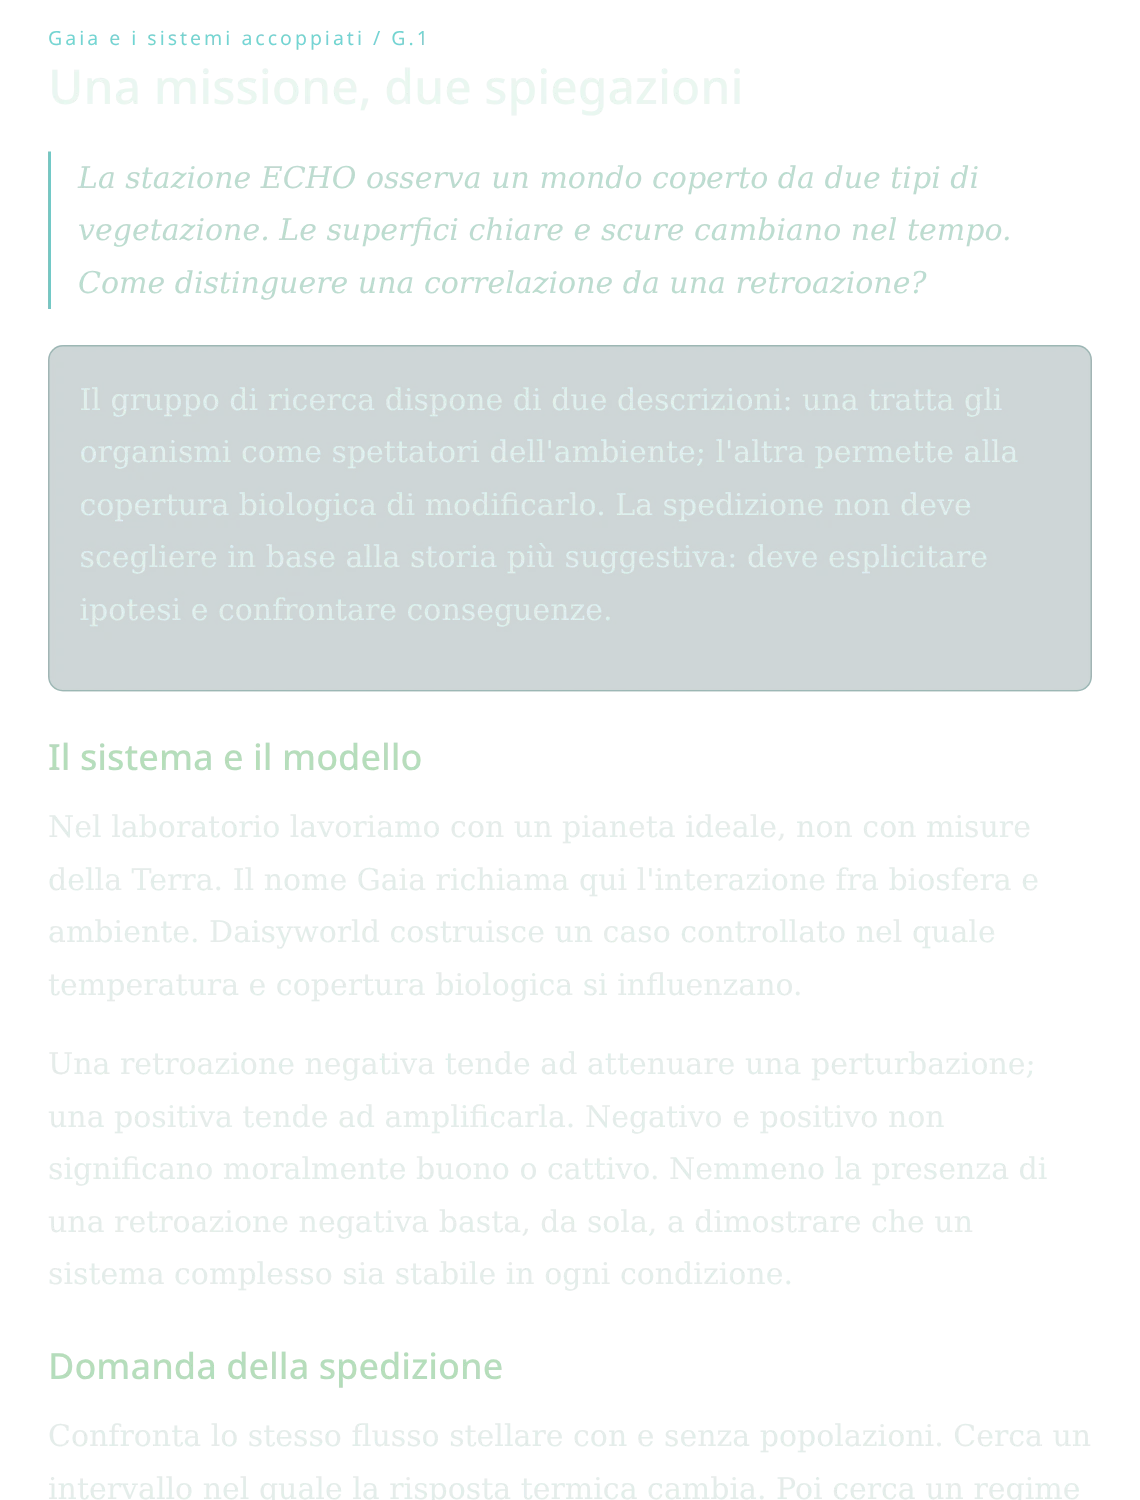 Gaia e i sistemi accoppiati / G.1
Una missione, due spiegazioni
La stazione ECHO osserva un mondo coperto da due tipi di
vegetazione. Le superfici chiare e scure cambiano nel tempo.
Come distinguere una correlazione da una retroazione?
Il gruppo di ricerca dispone di due descrizioni: una tratta gli
organismi come spettatori dell'ambiente; l'altra permette alla
copertura biologica di modificarlo. La spedizione non deve
scegliere in base alla storia più suggestiva: deve esplicitare
ipotesi e confrontare conseguenze.
Il sistema e il modello
Nel laboratorio lavoriamo con un pianeta ideale, non con misure
della Terra. Il nome Gaia richiama qui l'interazione fra biosfera e
ambiente. Daisyworld costruisce un caso controllato nel quale
temperatura e copertura biologica si influenzano.
Una retroazione negativa tende ad attenuare una perturbazione;
una positiva tende ad amplificarla. Negativo e positivo non
significano moralmente buono o cattivo. Nemmeno la presenza di
una retroazione negativa basta, da sola, a dimostrare che un
sistema complesso sia stabile in ogni condizione.
Domanda della spedizione
Confronta lo stesso flusso stellare con e senza popolazioni. Cerca un
intervallo nel quale la risposta termica cambia. Poi cerca un regime